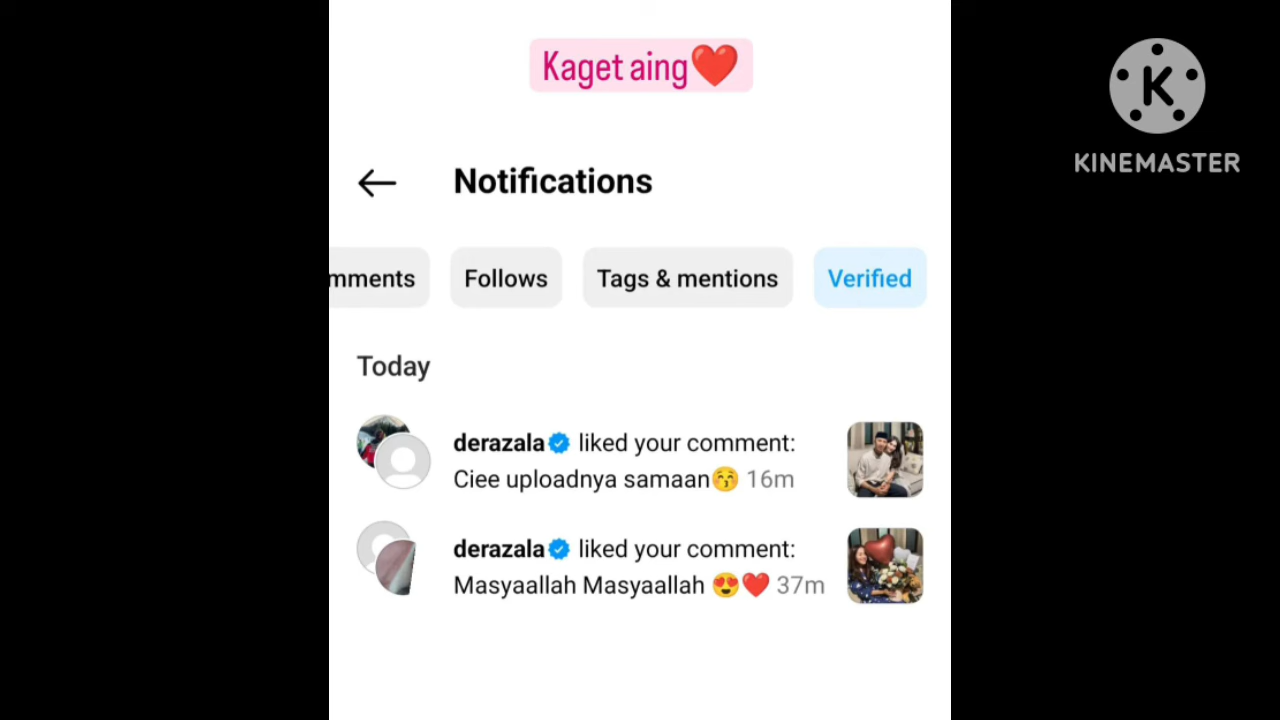 Kaget aing❤️
KINEMASTER
Notifications
mments Follows Tags & mentions Verified
Today
derazala liked your comment:
Ciee uploadnya samaan😚 16m
derazala liked your comment:
Masyaallah Masyaallah 😍❤️ 37m